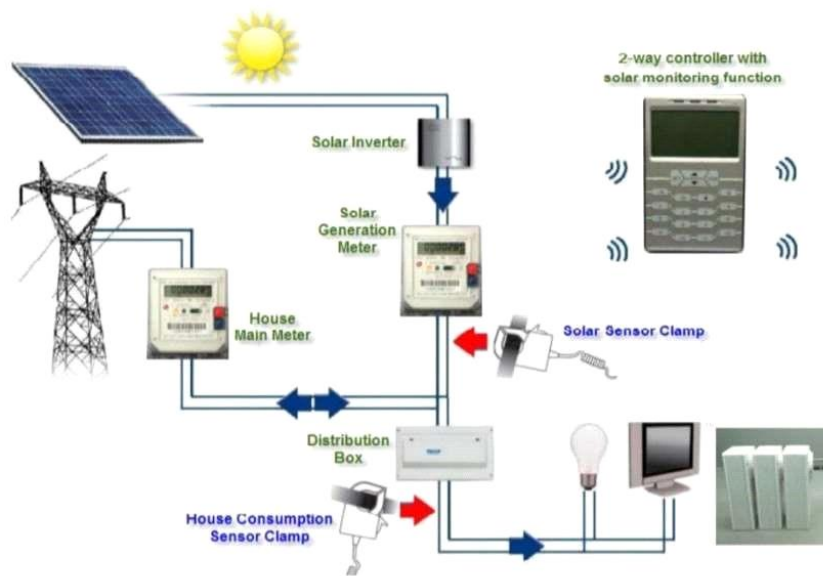 2-way controller with
solar monitoring function
Solar Inverter
Solar
Generation
Meter
House
Main Meter
Solar Sensor Clamp
Distribution
Box
House Consumption
Sensor Clamp